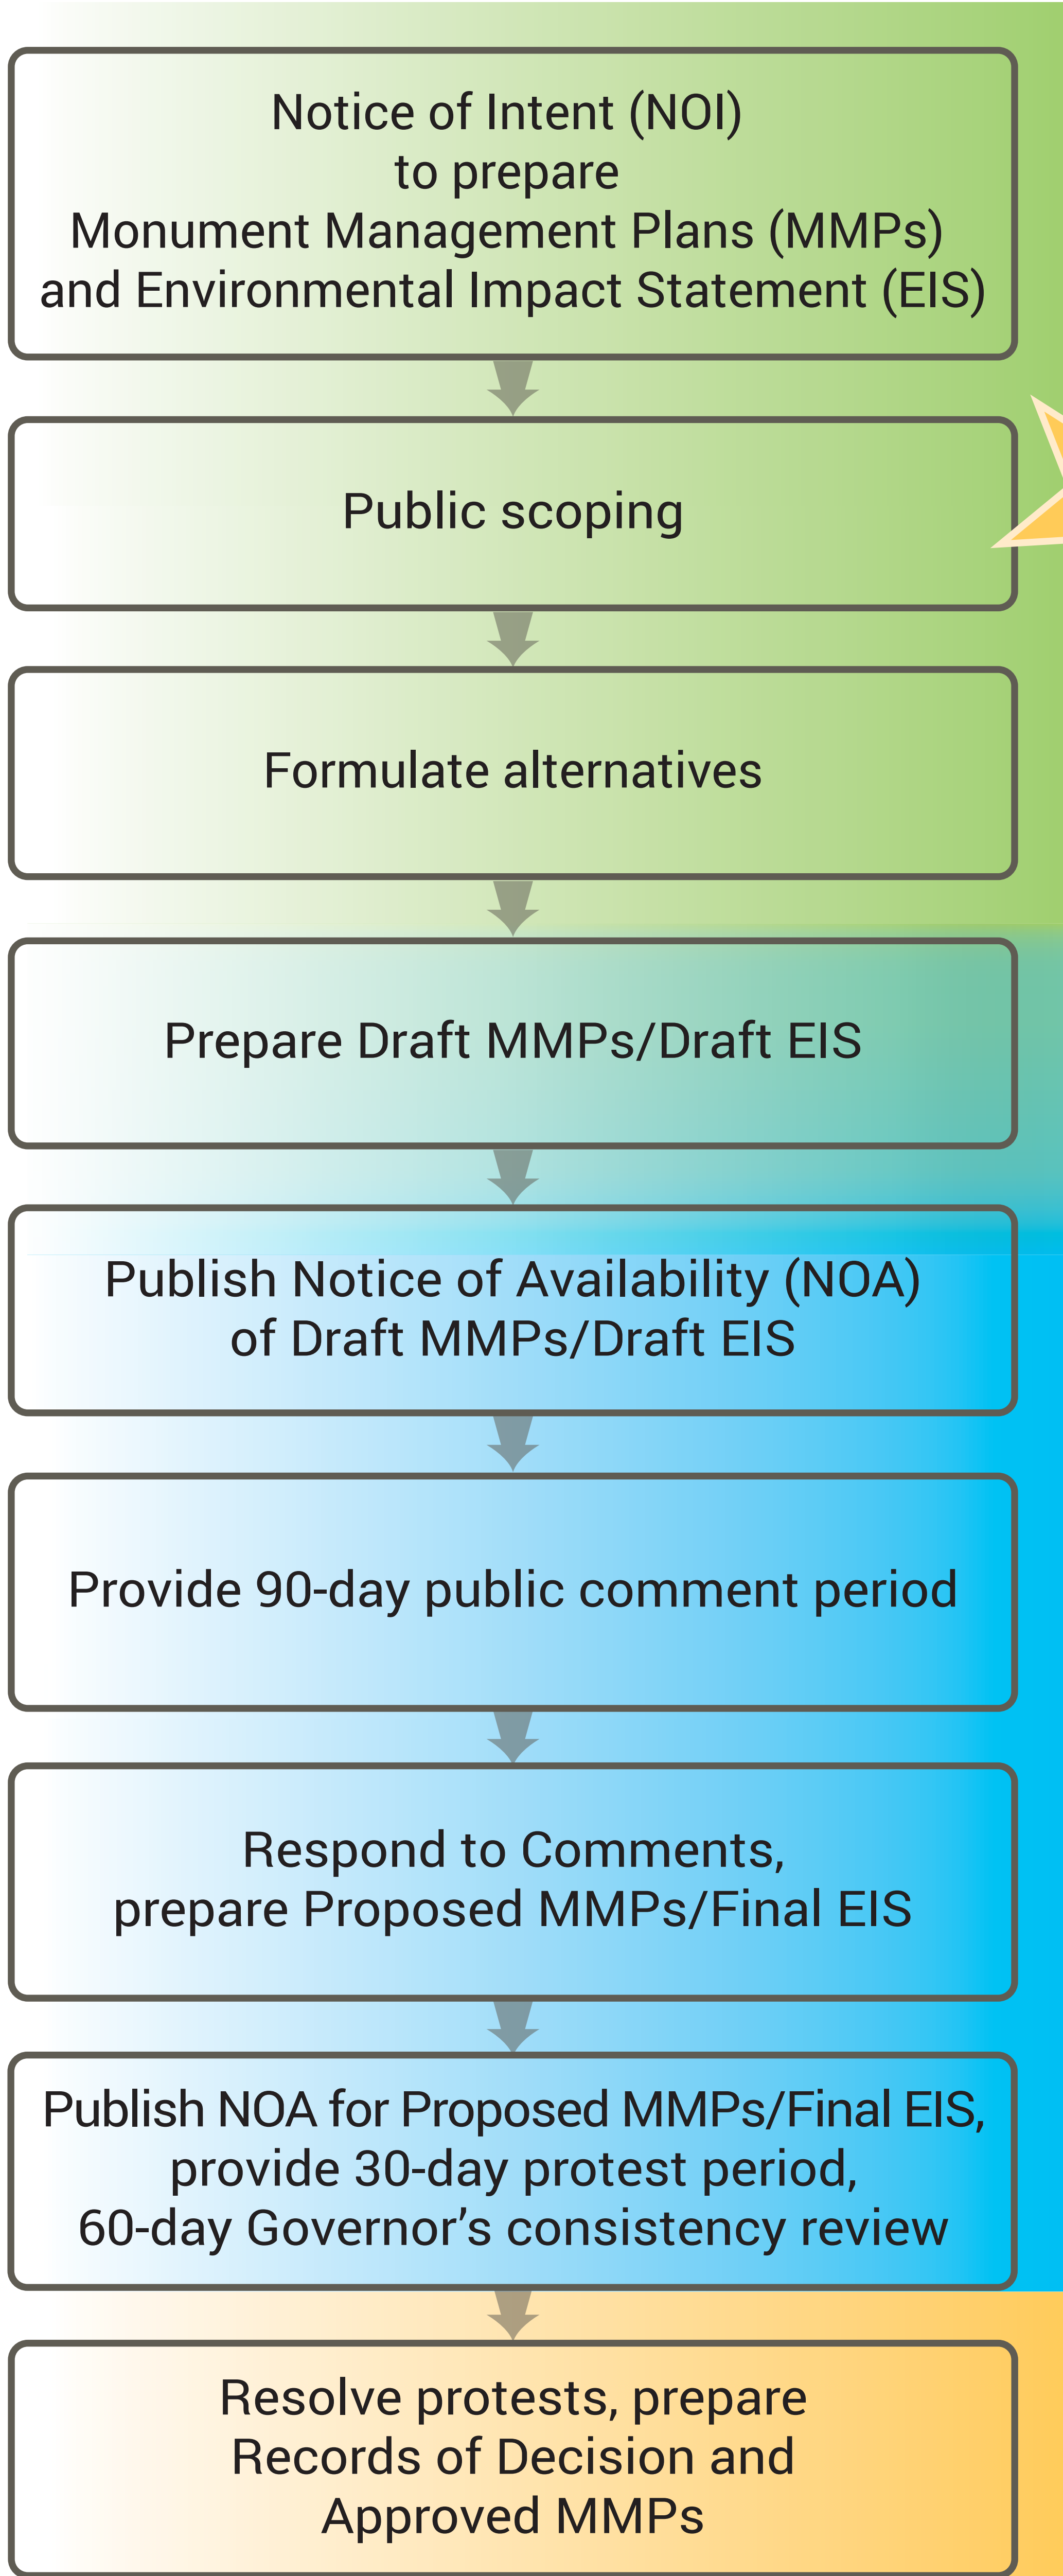 Notice of Intent (NOI)
to prepare
Monument Management Plans (MMPs)
and Environmental Impact Statement (EIS)
Public scoping
Formulate alternatives
Prepare Draft MMPs/Draft EIS
Publish Notice of Availability (NOA)
of Draft MMPs/Draft EIS
Provide 90-day public comment period
Respond to Comments,
prepare Proposed MMPs/Final EIS
Publish NOA for Proposed MMPs/Final EIS,
provide 30-day protest period,
60-day Governor’s consistency review
Resolve protests, prepare
Records of Decision and
Approved MMPs